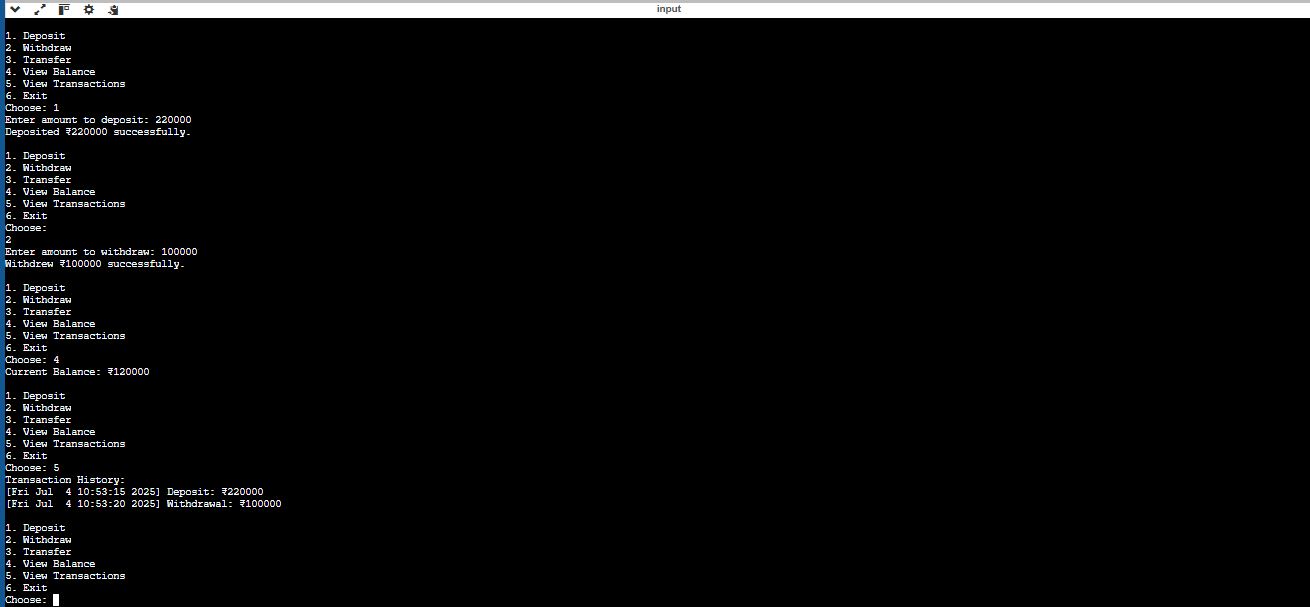 input
1. Deposit
2. Withdraw
3. Transfer
4. View Balance
5. View Transactions
6. Exit
Choose: 1
Enter amount to deposit: 220000
Deposited ₹220000 successfully.
1. Deposit
2. Withdraw
3. Transfer
4. View Balance
5. View Transactions
6. Exit
Choose:
2
Enter amount to withdraw: 100000
Withdrew ₹100000 successfully.
1. Deposit
2. Withdraw
3. Transfer
4. View Balance
5. View Transactions
6. Exit
Choose: 4
Current Balance: ₹120000
1. Deposit
2. Withdraw
3. Transfer
4. View Balance
5. View Transactions
6. Exit
Choose: 5
Transaction History:
[Fri Jul  4 10:53:15 2025] Deposit: ₹220000
[Fri Jul  4 10:53:20 2025] Withdrawal: ₹100000
1. Deposit
2. Withdraw
3. Transfer
4. View Balance
5. View Transactions
6. Exit
Choose: